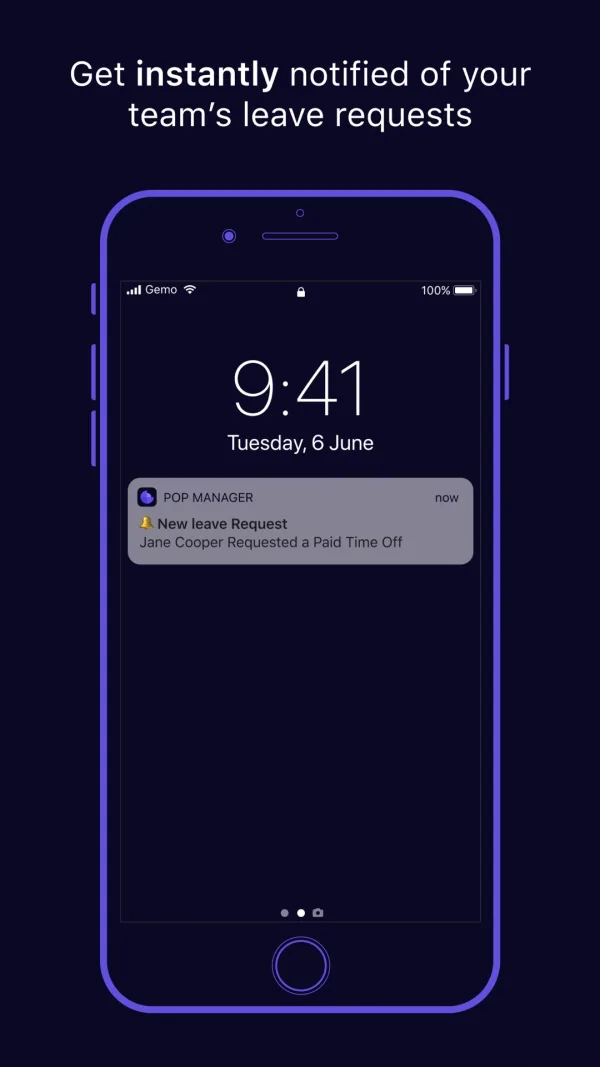 Get instantly notified of your
team’s leave requests
Gemo 100%
9:41
Tuesday, 6 June
POP MANAGER now
🔔 New leave Request
Jane Cooper Requested a Paid Time Off